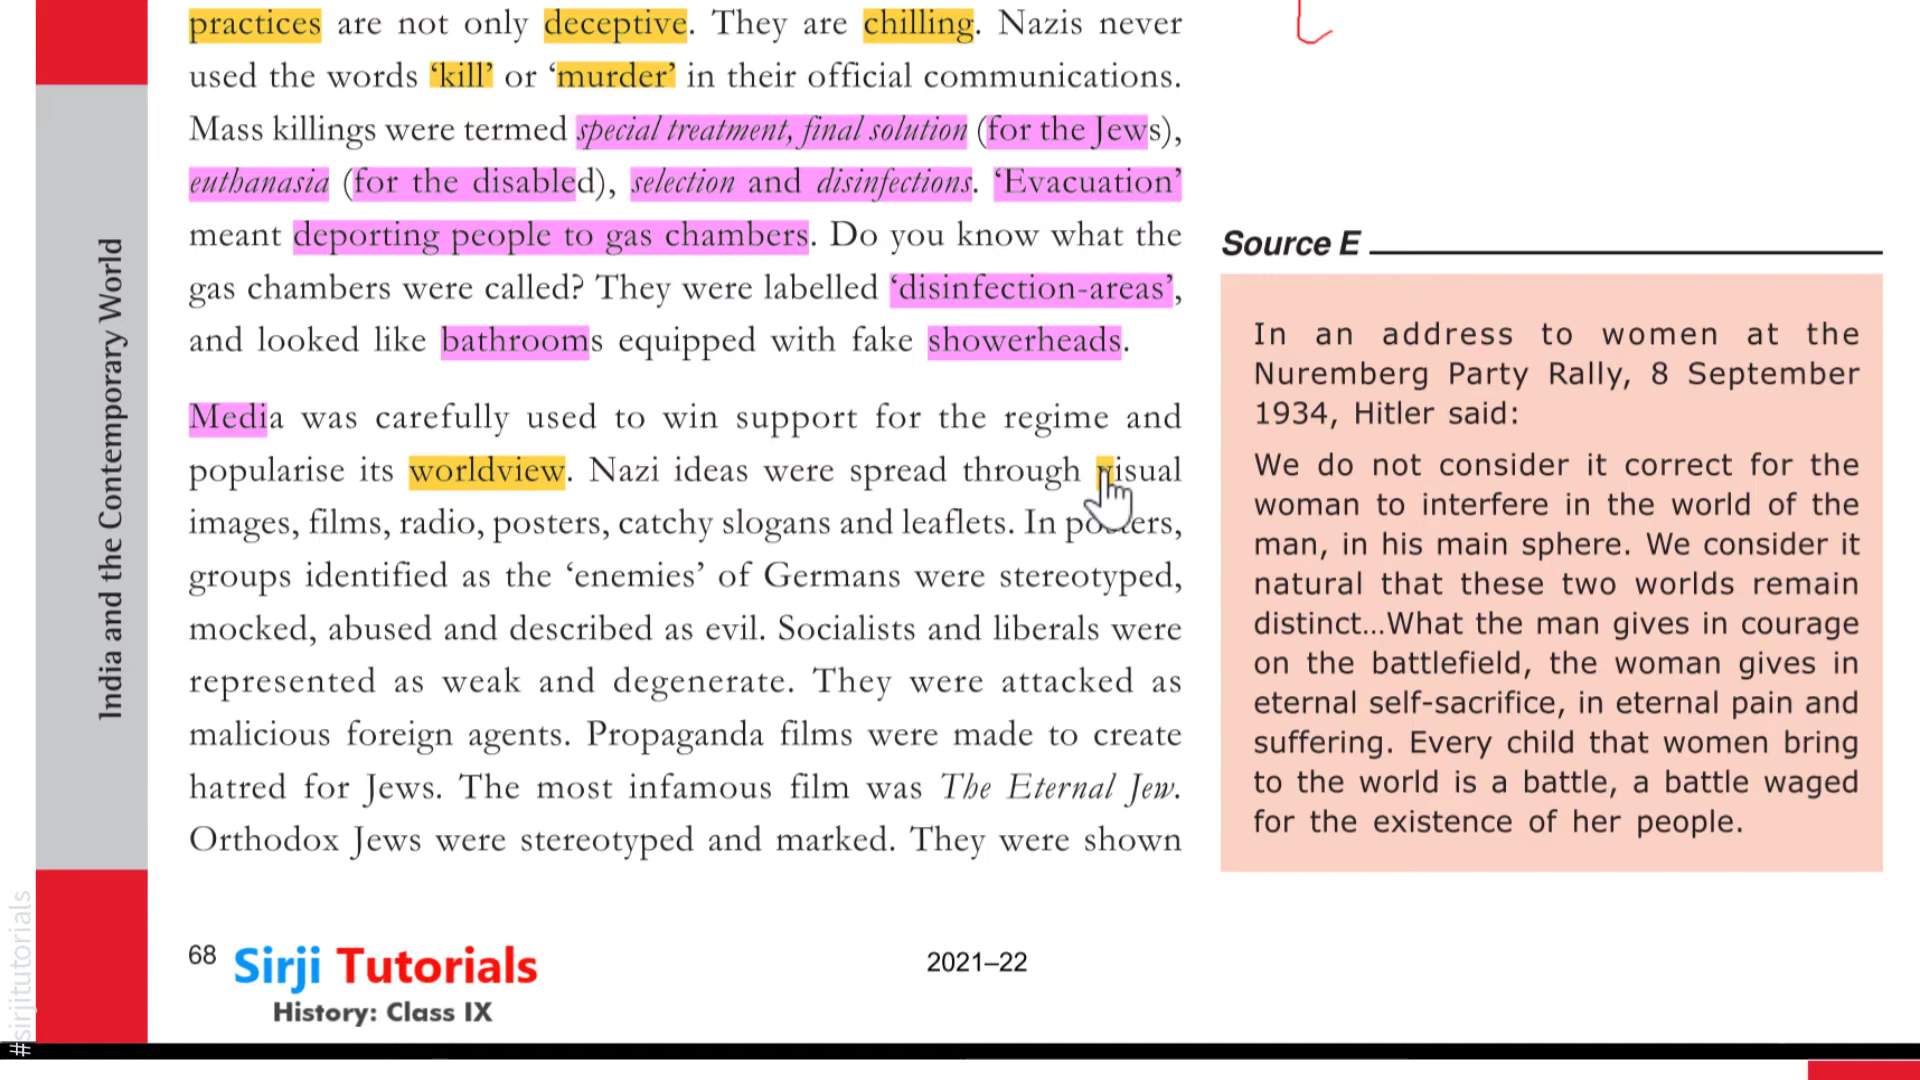 practices are not only deceptive. They are chilling. Nazis never
used the words ‘kill’ or ‘murder’ in their official communications.
Mass killings were termed special treatment, final solution (for the Jews),
euthanasia (for the disabled), selection and disinfections. ‘Evacuation’
meant deporting people to gas chambers. Do you know what the
gas chambers were called? They were labelled ‘disinfection-areas’,
and looked like bathrooms equipped with fake showerheads.
Media was carefully used to win support for the regime and
popularise its worldview. Nazi ideas were spread through visual
images, films, radio, posters, catchy slogans and leaflets. In posters,
groups identified as the ‘enemies’ of Germans were stereotyped,
mocked, abused and described as evil. Socialists and liberals were
represented as weak and degenerate. They were attacked as
malicious foreign agents. Propaganda films were made to create
hatred for Jews. The most infamous film was The Eternal Jew.
Orthodox Jews were stereotyped and marked. They were shown
Source E
In an address to women at the
Nuremberg Party Rally, 8 September
1934, Hitler said:
We do not consider it correct for the
woman to interfere in the world of the
man, in his main sphere. We consider it
natural that these two worlds remain
distinct...What the man gives in courage
on the battlefield, the woman gives in
eternal self-sacrifice, in eternal pain and
suffering. Every child that women bring
to the world is a battle, a battle waged
for the existence of her people.
India and the Contemporary World
#sirjitutorials
68
Sirji Tutorials
History: Class IX
2021–22